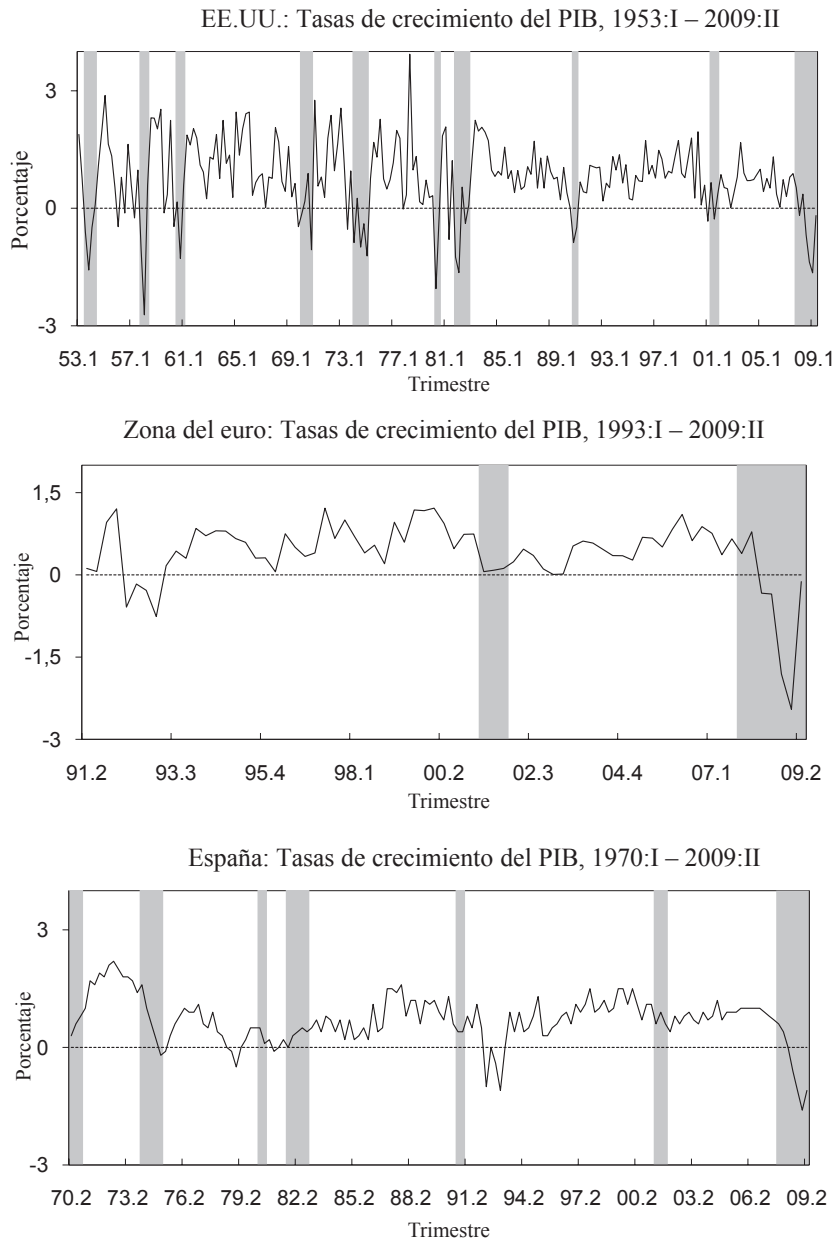 EE.UU.: Tasas de crecimiento del PIB, 1953:I – 2009:II
3
0
-3
Porcentaje
53.1 57.1 61.1 65.1 69.1 73.1 77.1 81.1 85.1 89.1 93.1 97.1 01.1 05.1 09.1
Trimestre
Zona del euro: Tasas de crecimiento del PIB, 1993:I – 2009:II
1,5
0
-1,5
-3
Porcentaje
91.2 93.3 95.4 98.1 00.2 02.3 04.4 07.1 09.2
Trimestre
España: Tasas de crecimiento del PIB, 1970:I – 2009:II
3
0
-3
Porcentaje
70.2 73.2 76.2 79.2 82.2 85.2 88.2 91.2 94.2 97.2 00.2 03.2 06.2 09.2
Trimestre